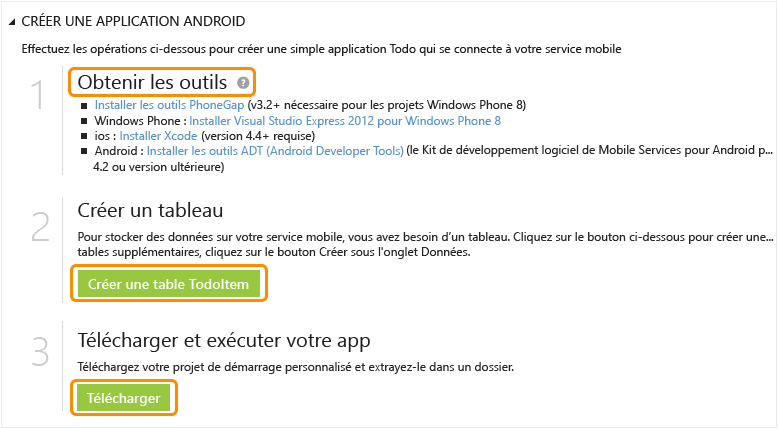 CRÉER UNE APPLICATION ANDROID
Effectuez les opérations ci-dessous pour créer une simple application Todo qui se connecte à votre service mobile
1
Obtenir les outils ?
Installer les outils PhoneGap (v3.2+ nécessaire pour les projets Windows Phone 8)
Windows Phone : Installer Visual Studio Express 2012 pour Windows Phone 8
ios : Installer Xcode (version 4.4+ requise)
Android : Installer les outils ADT (Android Developer Tools) (le Kit de développement logiciel de Mobile Services pour Android p...
4.2 ou version ultérieure)
2
Créer un tableau
Pour stocker des données sur votre service mobile, vous avez besoin d'un tableau. Cliquez sur le bouton ci-dessous pour créer une...
tables supplémentaires, cliquez sur le bouton Créer sous l'onglet Données.
Créer une table TodoItem
3
Télécharger et exécuter votre app
Téléchargez votre projet de démarrage personnalisé et extrayez-le dans un dossier.
Télécharger